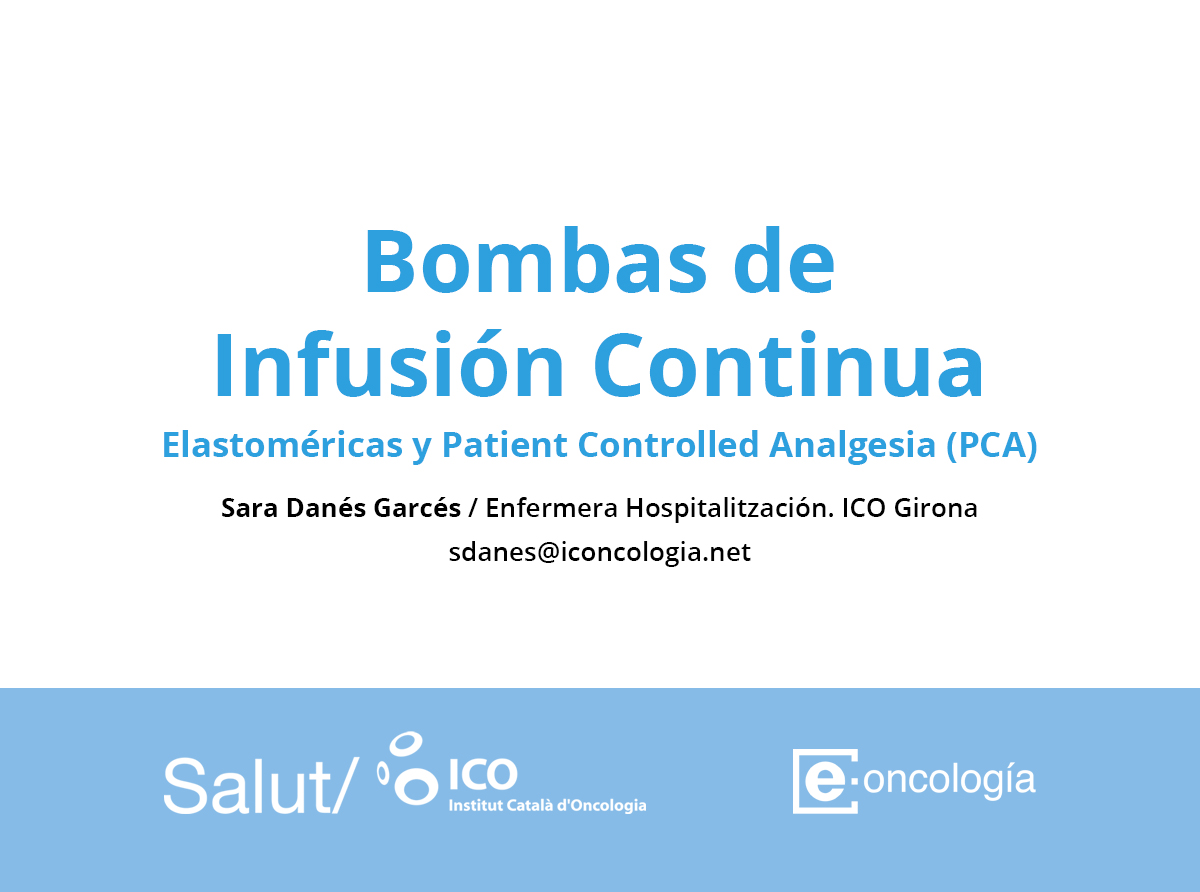 Bombas de
Infusión Continua
Elastoméricas y Patient Controlled Analgesia (PCA)
Sara Danés Garcés / Enfermera Hospitalitzación. ICO Girona
sdanes@iconcologia.net
Salut/ ICO
Institut Català d'Oncologia
e·oncología